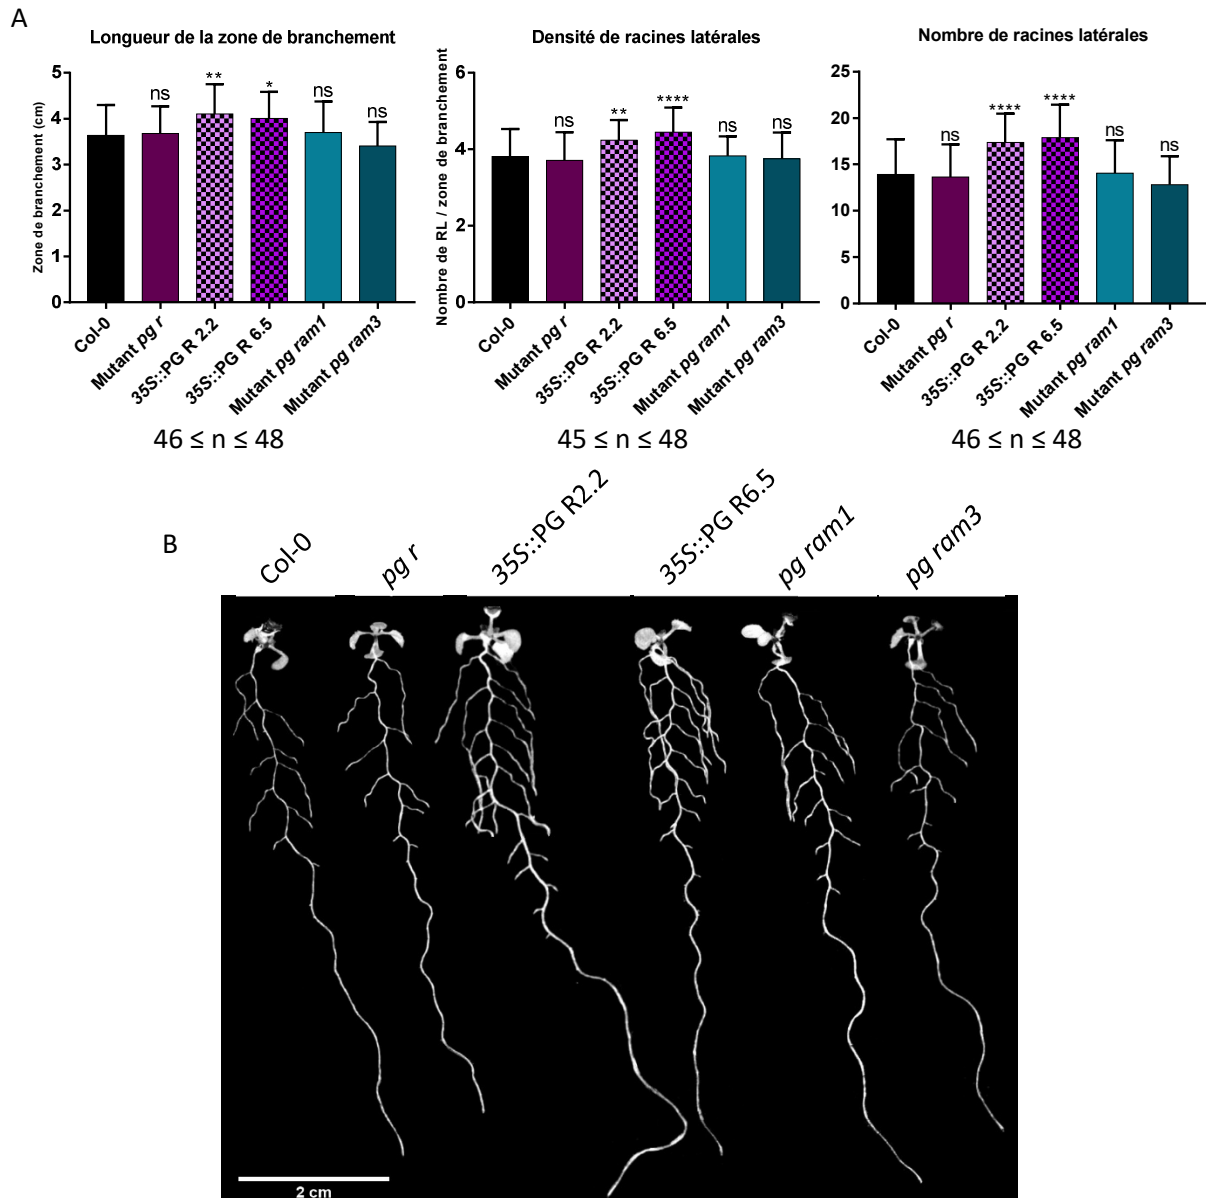 A
Longueur de la zone de branchement
Zone de branchement (cm)
5
4
3
2
1
0
ns
**
*
ns
ns
Col-0
Mutant pg r
35S::PG R 2.2
35S::PG R 6.5
Mutant pg ram1
Mutant pg ram3
46 ≤ n ≤ 48
Densité de racines latérales
Nombre de RL / zone de branchement
6
4
2
0
ns
**
****
ns
ns
Col-0
Mutant pg r
35S::PG R 2.2
35S::PG R 6.5
Mutant pg ram1
Mutant pg ram3
45 ≤ n ≤ 48
Nombre de racines latérales
25
20
15
10
5
0
ns
****
****
ns
ns
Col-0
Mutant pg r
35S::PG R 2.2
35S::PG R 6.5
Mutant pg ram1
Mutant pg ram3
46 ≤ n ≤ 48
B
Col-0
pg r
35S::PG R2.2
35S::PG R6.5
pg ram1
pg ram3
2 cm